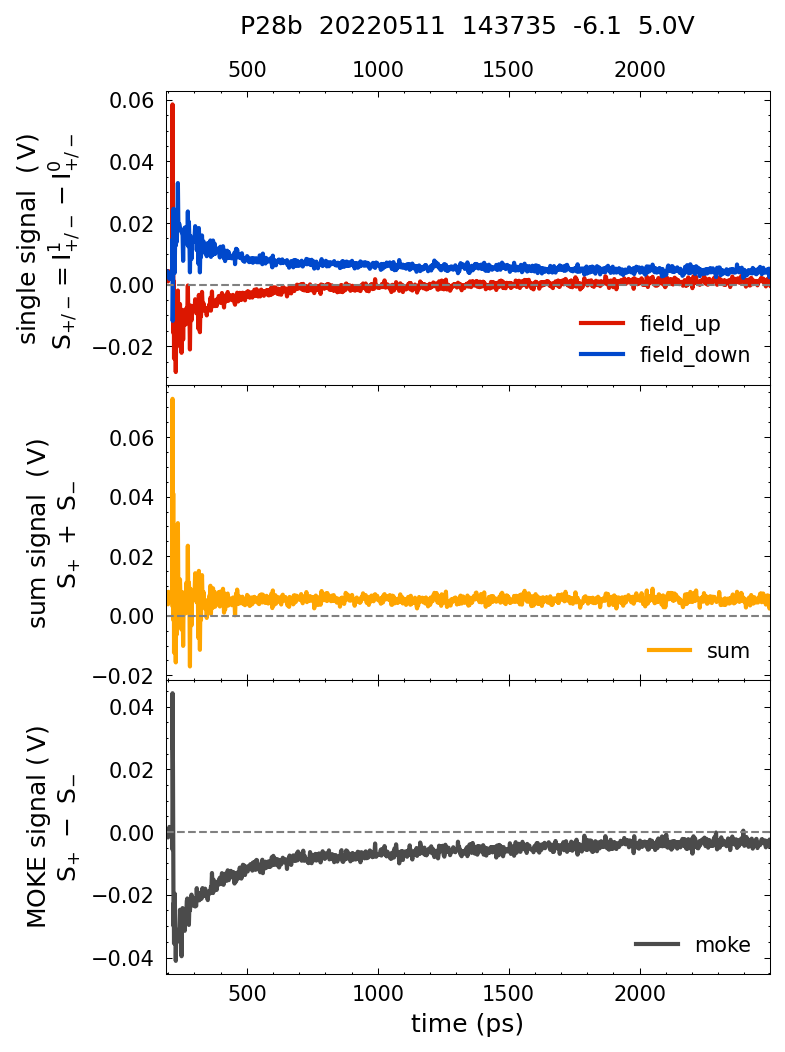 P28b 20220511 143735 -6.1 5.0V
500 1000 1500 2000
single signal (V)
S+/− = I¹+/− − I⁰+/−
0.06
0.04
0.02
0.00
−0.02
field_up
field_down
sum signal (V)
S+ + S−
0.06
0.04
0.02
0.00
−0.02
sum
MOKE signal (V)
S+ − S−
0.04
0.02
0.00
−0.02
−0.04
moke
500 1000 1500 2000
time (ps)